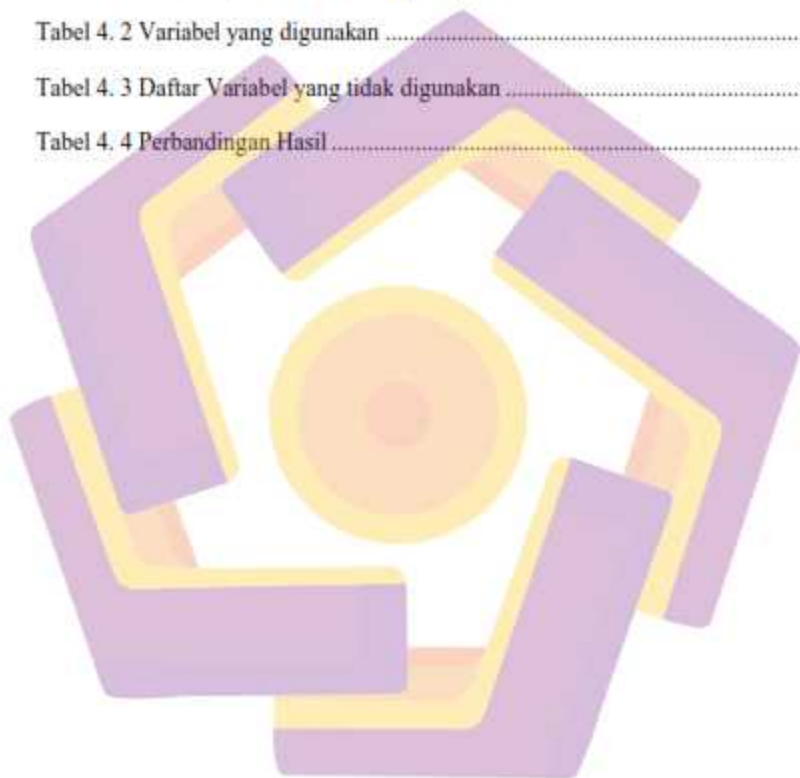 Tabel 4. 2 Variabel yang digunakan ..........................................................................
Tabel 4. 3 Daftar Variabel yang tidak digunakan ....................................................
Tabel 4. 4 Perbandingan Hasil ....................................................................................